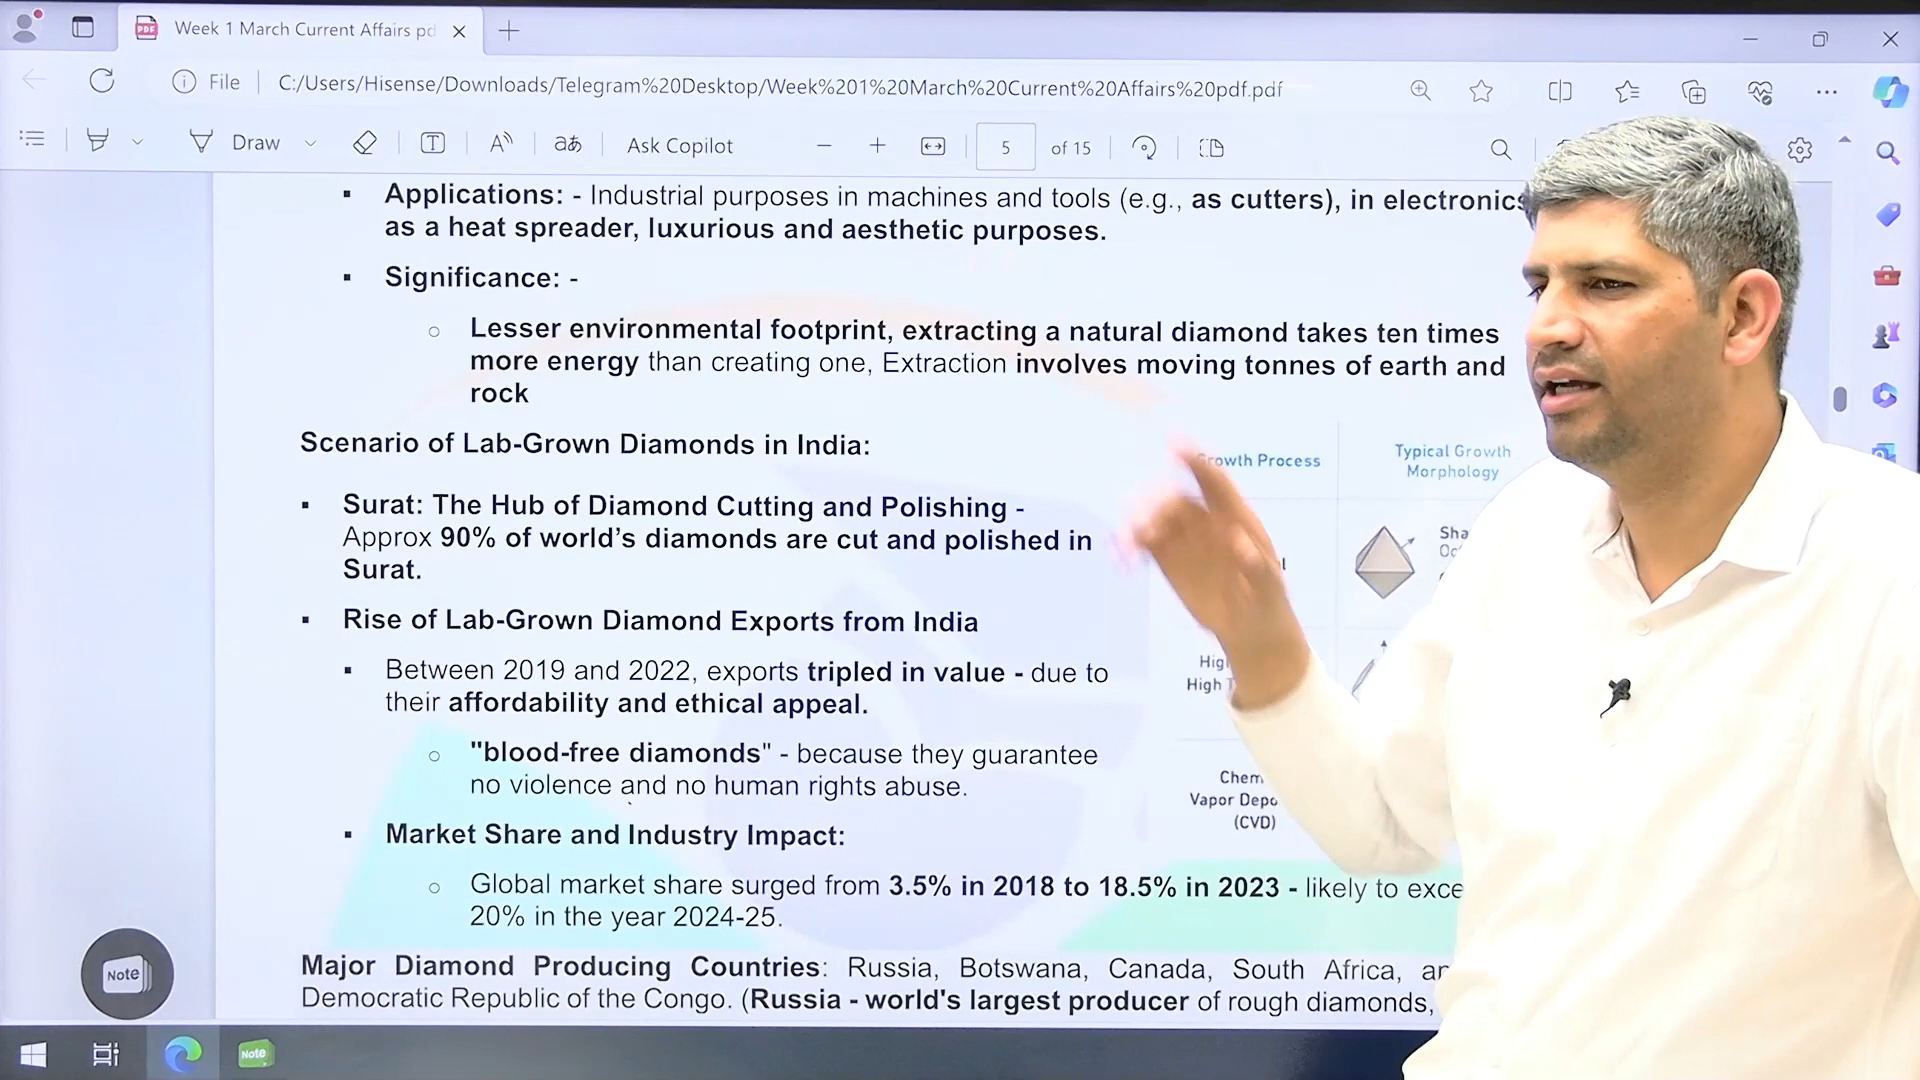 Week 1 March Current Affairs pd
File
C:/Users/Hisense/Downloads/Telegram%20Desktop/Week%201%20March%20Current%20Affairs%20pdf.pdf
Draw
Ask Copilot
5 of 15
▪ Applications: - Industrial purposes in machines and tools (e.g., as cutters), in electronics
as a heat spreader, luxurious and aesthetic purposes.
▪ Significance: -
○ Lesser environmental footprint, extracting a natural diamond takes ten times
more energy than creating one, Extraction involves moving tonnes of earth and
rock
Scenario of Lab-Grown Diamonds in India:
▪ Surat: The Hub of Diamond Cutting and Polishing -
Approx 90% of world’s diamonds are cut and polished in
Surat.
▪ Rise of Lab-Grown Diamond Exports from India
▪ Between 2019 and 2022, exports tripled in value - due to
their affordability and ethical appeal.
○ "blood-free diamonds" - because they guarantee
no violence and no human rights abuse.
▪ Market Share and Industry Impact:
○ Global market share surged from 3.5% in 2018 to 18.5% in 2023 - likely to exce
20% in the year 2024-25.
Major Diamond Producing Countries: Russia, Botswana, Canada, South Africa,
Democratic Republic of the Congo. (Russia - world's largest producer of rough diamonds,
rowth Process
Typical Growth
Morphology
Sha
Chem
Vapor Depo
(CVD)
Note
Note